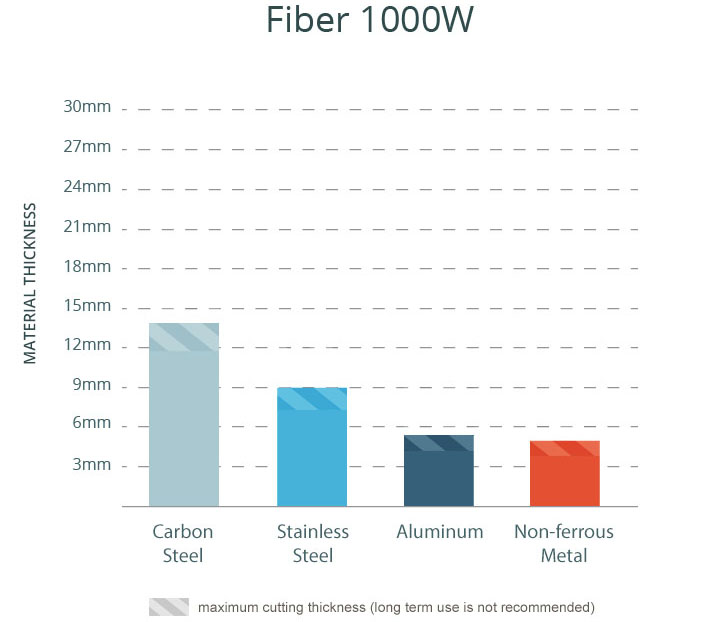 Fiber 1000W
MATERIAL THICKNESS
30mm
27mm
24mm
21mm
18mm
15mm
12mm
9mm
6mm
3mm
Carbon
Steel
Stainless
Steel
Aluminum
Non-ferrous
Metal
maximum cutting thickness (long term use is not recommended)